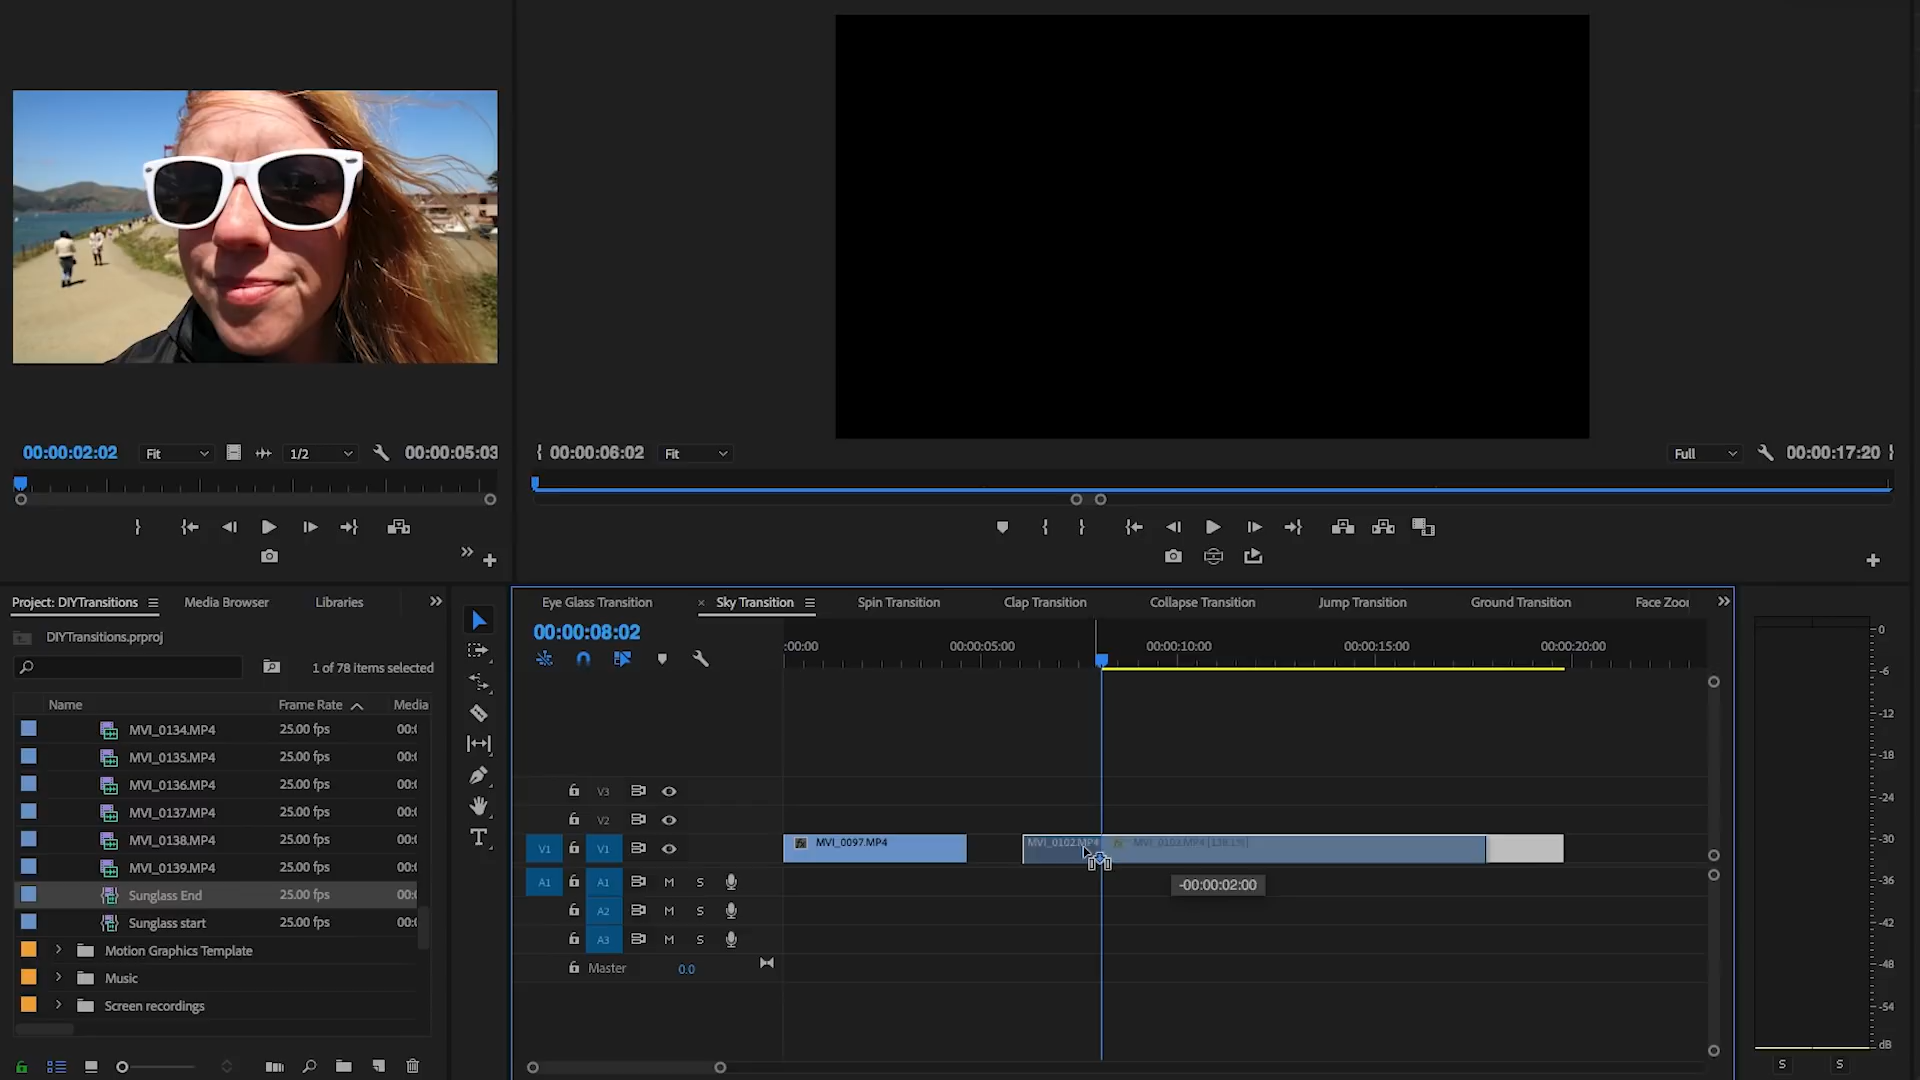 00:00:02:02 Fit 1/2 00:00:05:03
00:00:06:02 Fit Full 00:00:17:20
Project: DIYTransitions Media Browser Libraries
DIYTransitions.prproj
1 of 78 items selected
Name Frame Rate Media
MVI_0134.MP4 25.00 fps 00:
MVI_0135.MP4 25.00 fps 00:
MVI_0136.MP4 25.00 fps 00:
MVI_0137.MP4 25.00 fps 00:
MVI_0138.MP4 25.00 fps 00:
MVI_0139.MP4 25.00 fps 00:
Sunglass End 25.00 fps 00:
Sunglass start 25.00 fps 00:
Motion Graphics Template
Music
Screen recordings
Eye Glass Transition × Sky Transition Spin Transition Clap Transition Collapse Transition Jump Transition Ground Transition Face Zoor
00:00:08:02
:00:00 00:00:05:00 00:00:10:00 00:00:15:00 00:00:20:00
V3
V2
V1 V1 MVI_0097.MP4 MVI_0102.MP4
-00:00:02:00
A1 A1 M S
A2 M S
A3 M S
Master 0.0
0
-6
-12
-18
-24
-30
-36
-42
-48
-54
dB
S S